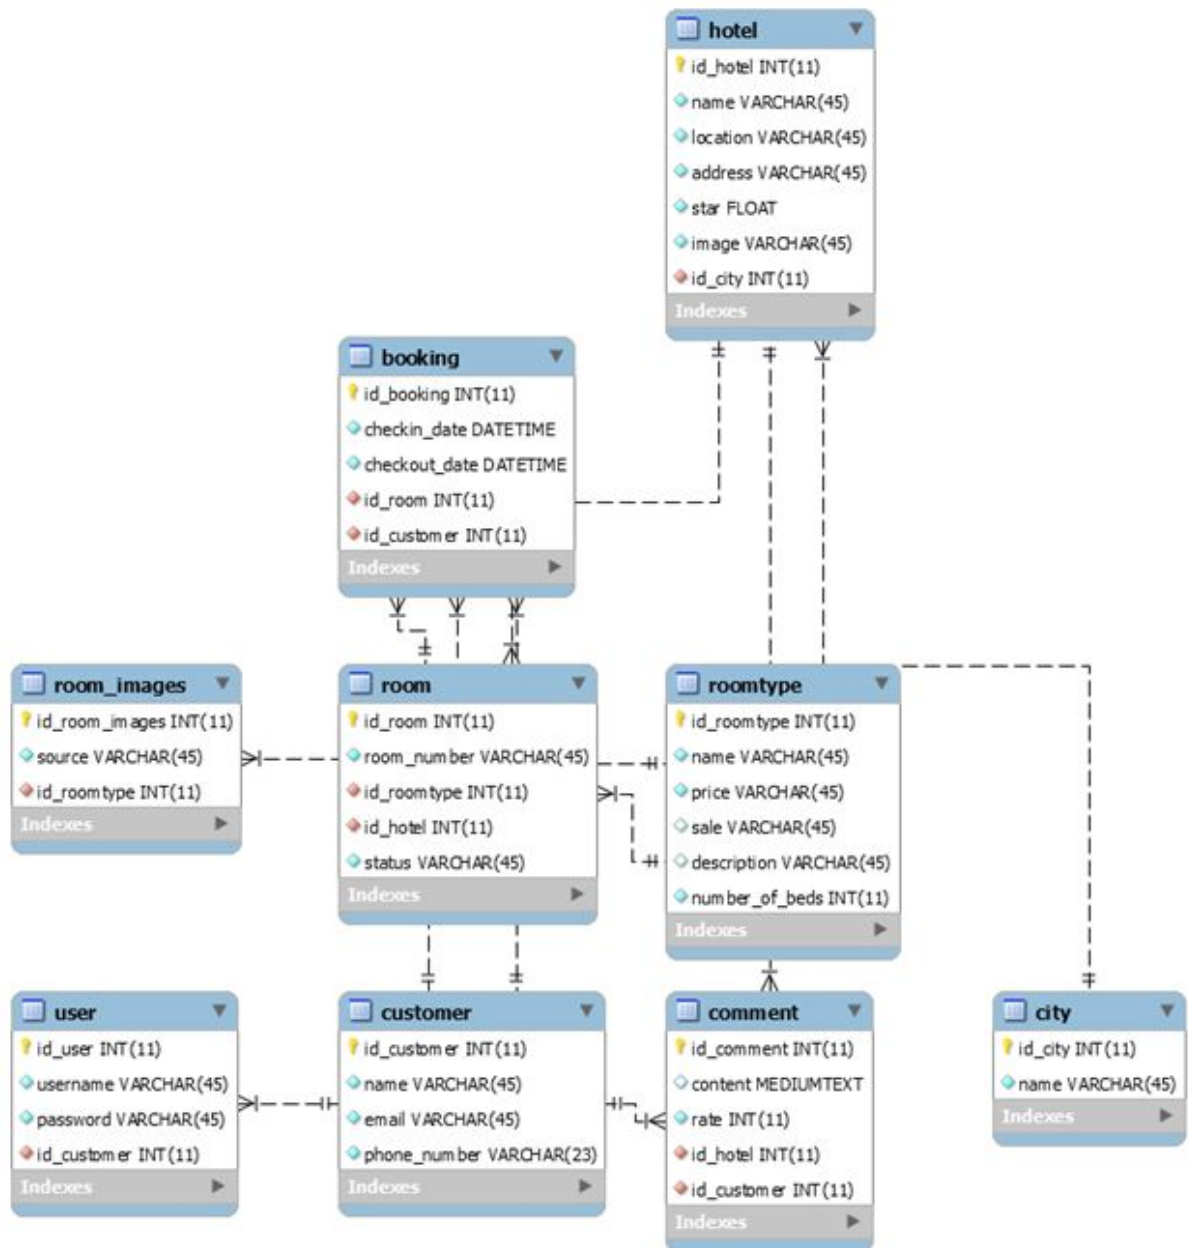 hotel
id_hotel INT(11)
name VARCHAR(45)
location VARCHAR(45)
address VARCHAR(45)
star FLOAT
image VARCHAR(45)
id_city INT(11)
Indexes
booking
id_booking INT(11)
checkin_date DATETIME
checkout_date DATETIME
id_room INT(11)
id_customer INT(11)
Indexes
room_images
id_room_images INT(11)
source VARCHAR(45)
id_roomtype INT(11)
Indexes
room
id_room INT(11)
room_number VARCHAR(45)
id_roomtype INT(11)
id_hotel INT(11)
status VARCHAR(45)
Indexes
roomtype
id_roomtype INT(11)
name VARCHAR(45)
price VARCHAR(45)
sale VARCHAR(45)
description VARCHAR(45)
number_of_beds INT(11)
Indexes
user
id_user INT(11)
username VARCHAR(45)
password VARCHAR(45)
id_customer INT(11)
Indexes
customer
id_customer INT(11)
name VARCHAR(45)
email VARCHAR(45)
phone_number VARCHAR(23)
Indexes
comment
id_comment INT(11)
content MEDIUMTEXT
rate INT(11)
id_hotel INT(11)
id_customer INT(11)
Indexes
city
id_city INT(11)
name VARCHAR(45)
Indexes